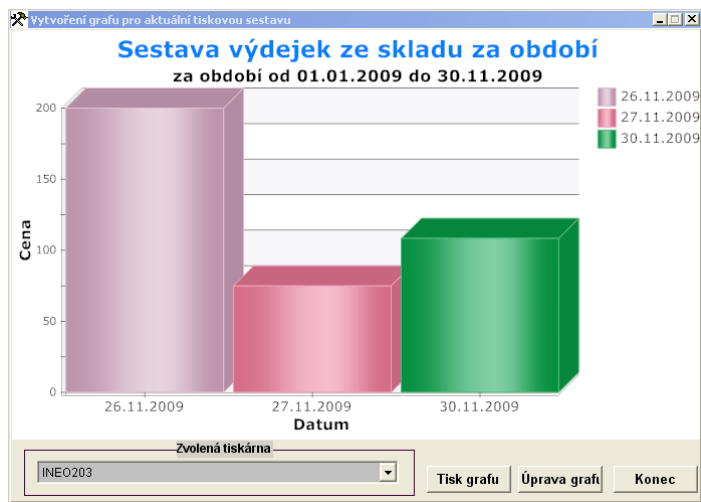 Vytvoření grafu pro aktuální tiskovou sestavu
Sestava výdejek ze skladu za období
za období od 01.01.2009 do 30.11.2009
26.11.2009
27.11.2009
30.11.2009
200
150
100
50
0
Cena
26.11.2009 27.11.2009 30.11.2009
Datum
Zvolená tiskárna
INEO203
Tisk grafu Úprava grafu Konec